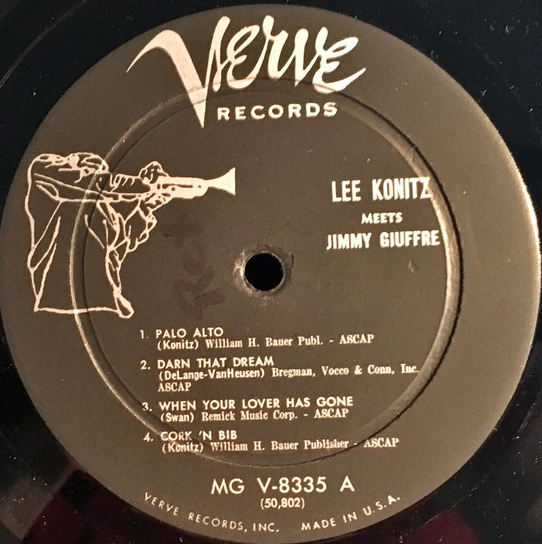 Verve
RECORDS
LEE KONITZ
MEETS
JIMMY GIUFFRE
1. PALO ALTO
(Konitz) William H. Bauer Publ. - ASCAP
2. DARN THAT DREAM
(DeLange-VanHeusen) Bregman, Vocco & Conn, Inc.
ASCAP
3. WHEN YOUR LOVER HAS GONE
(Swan) Remick Music Corp. - ASCAP
4. CORK 'N BIB
(Konitz) William H. Bauer Publisher - ASCAP
MG V-8335 A
(50,802)
VERVE RECORDS, INC. MADE IN U.S.A.